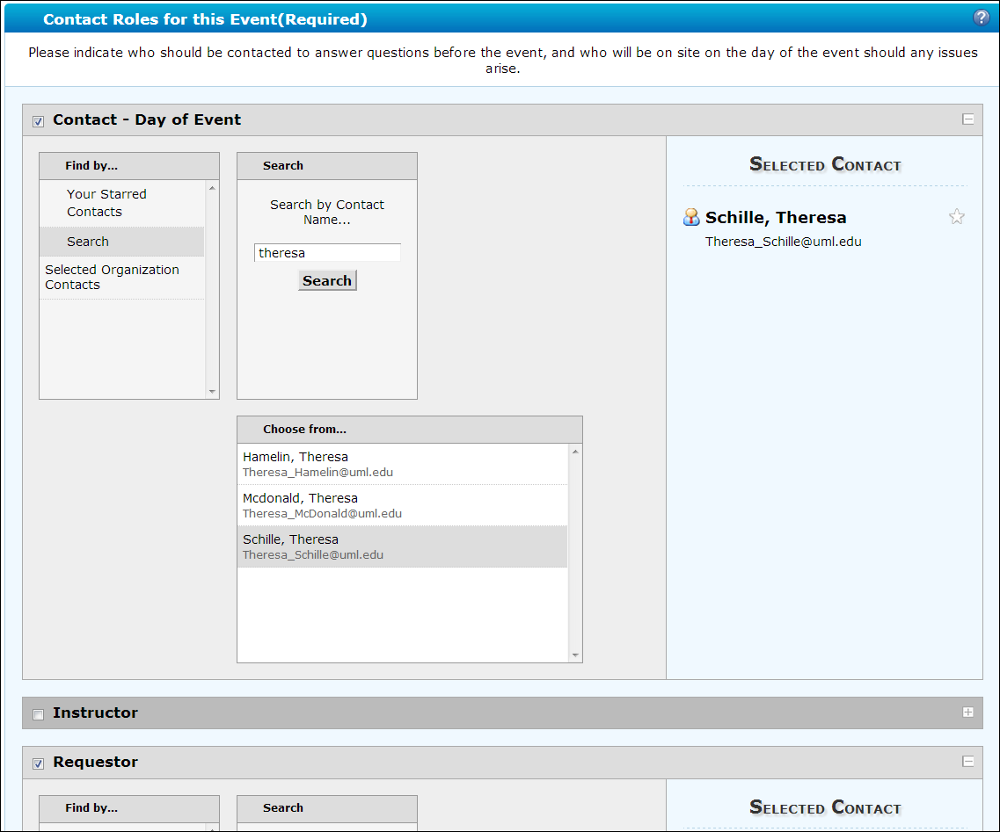 Contact Roles for this Event(Required)
?
Please indicate who should be contacted to answer questions before the event, and who will be on site on the day of the event should any issues
arise.
Contact - Day of Event
Find by...
Your Starred
Contacts
Search
Selected Organization
Contacts
Search
Search by Contact
Name...
theresa
Search
Choose from...
Hamelin, Theresa
Theresa_Hamelin@uml.edu
Mcdonald, Theresa
Theresa_McDonald@uml.edu
Schille, Theresa
Theresa_Schille@uml.edu
Selected Contact
Schille, Theresa
Theresa_Schille@uml.edu
Instructor
Requestor
Find by...
Search
Selected Contact